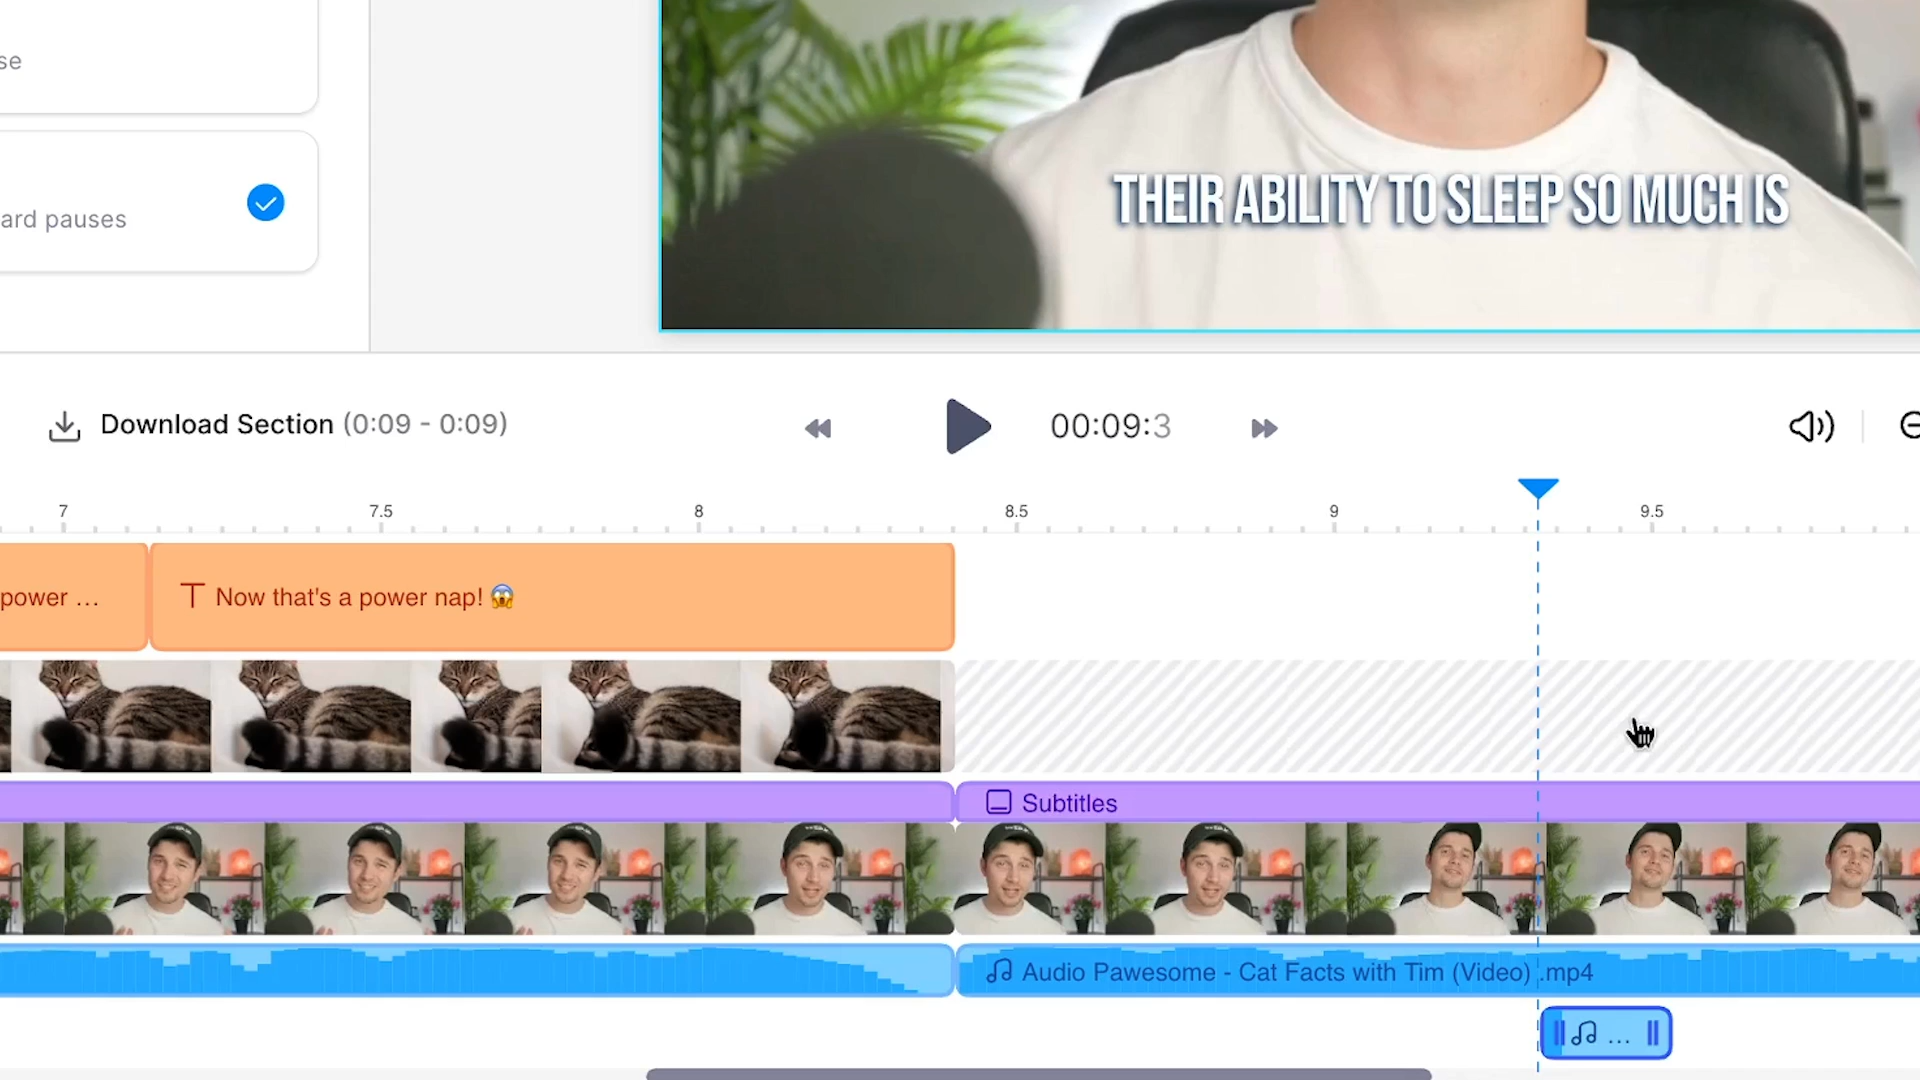 se
ard pauses
THEIR ABILITY TO SLEEP SO MUCH IS
Download Section (0:09 - 0:09)
00:09:3
7 7.5 8 8.5 9 9.5
power ...
Now that's a power nap! 😱
Subtitles
Audio Pawesome - Cat Facts with Tim (Video) .mp4
...